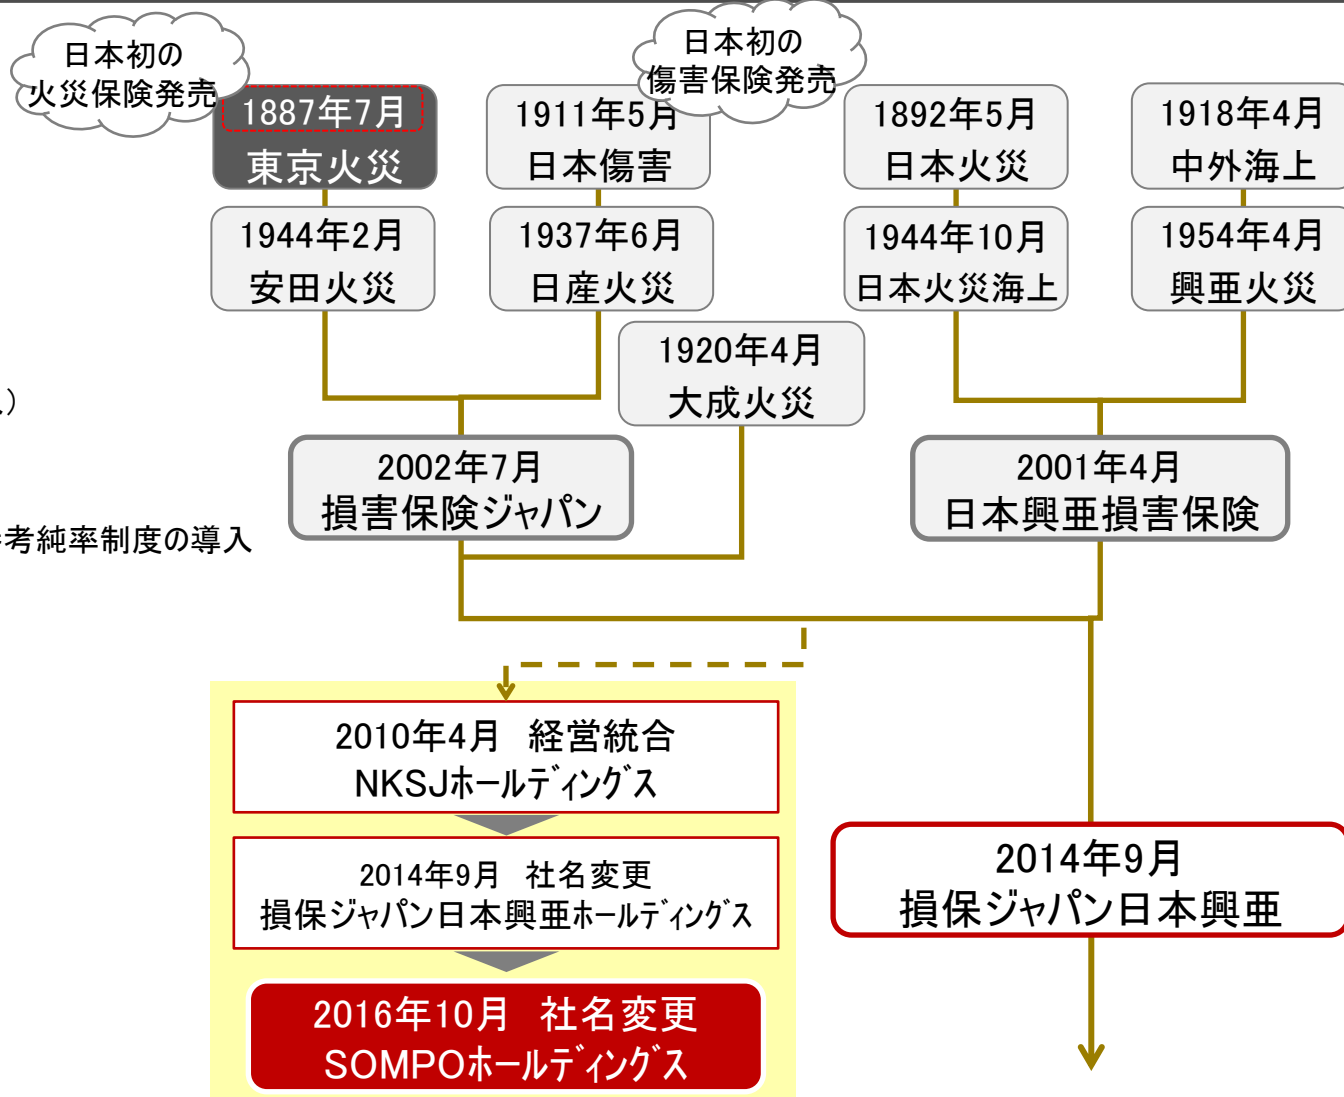 日本初の
火災保険発売
日本初の
傷害保険発売
1887年7月
東京火災
1911年5月
日本傷害
1892年5月
日本火災
1918年4月
中外海上
1944年2月
安田火災
1937年6月
日産火災
1944年10月
日本火災海上
1954年4月
興亜火災
1920年4月
大成火災
）
2002年7月
損害保険ジャパン
2001年4月
日本興亜損害保険
考純率制度の導入
2010年4月　経営統合
NKSJホールディングス
2014年9月　社名変更
損保ジャパン日本興亜ホールディングス
2014年9月
損保ジャパン日本興亜
2016年10月　社名変更
SOMPOホールディングス